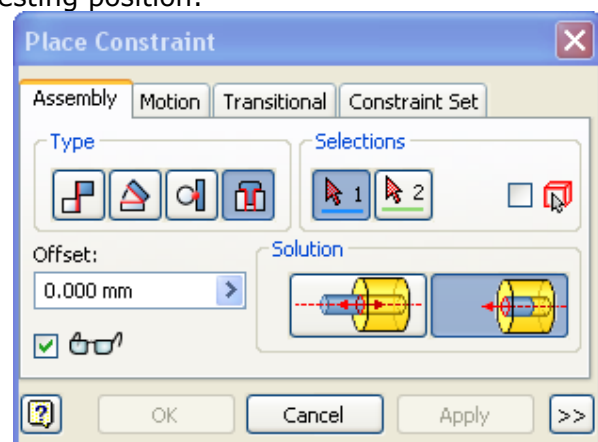 esting position.
Place Constraint
Assembly Motion Transitional Constraint Set
Type
Selections
1 2
Offset:
Solution
0.000 mm
OK Cancel Apply >>